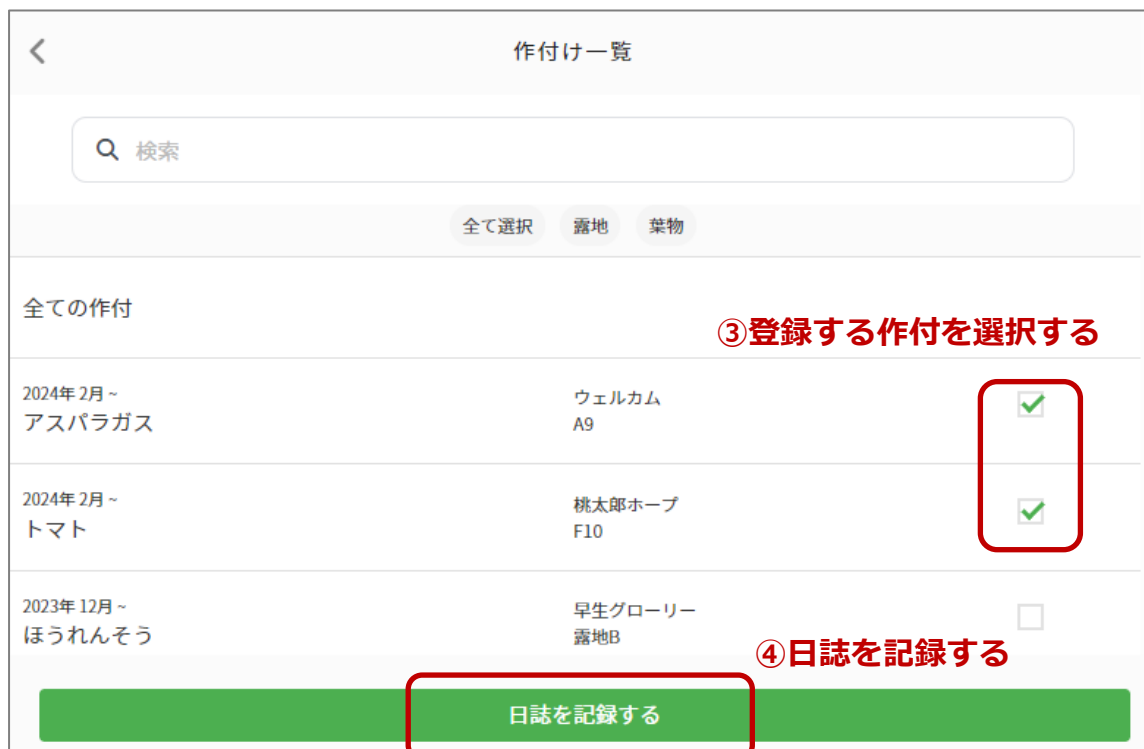 作付け一覧
検索
全て選択 露地 葉物
全ての作付
③登録する作付を選択する
2024年 2月 ~
アスパラガス
ウェルカム
A9
2024年 2月 ~
トマト
桃太郎ホープ
F10
2023年 12月 ~
ほうれんそう
早生グローリー
露地B
④日誌を記録する
日誌を記録する